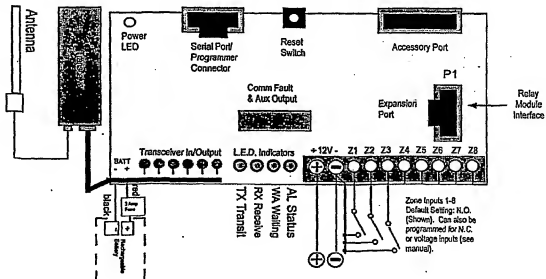 Antenna
Power
LED
Serial Port/
Programmer
Connector
Reset
Switch
Accessory Port
Comm Fault
& Aux Output
P1
Expansion
Port
Relay
Module
Interface
BATT
- +
Transceiver In/Output
L.E.D. Indicators
+ 12V - Z1 Z2 Z3 Z4 Z5 Z6 Z7 Z8
TX Transit
RX Receive
WA Waiting
AL Status
red
black
Fuse
Rechargeable
Battery
Zone Inputs 1-8
Default Setting: N.O.
(Shown). Can also be
programmed for N.C.
or voltage inputs (see
manual).